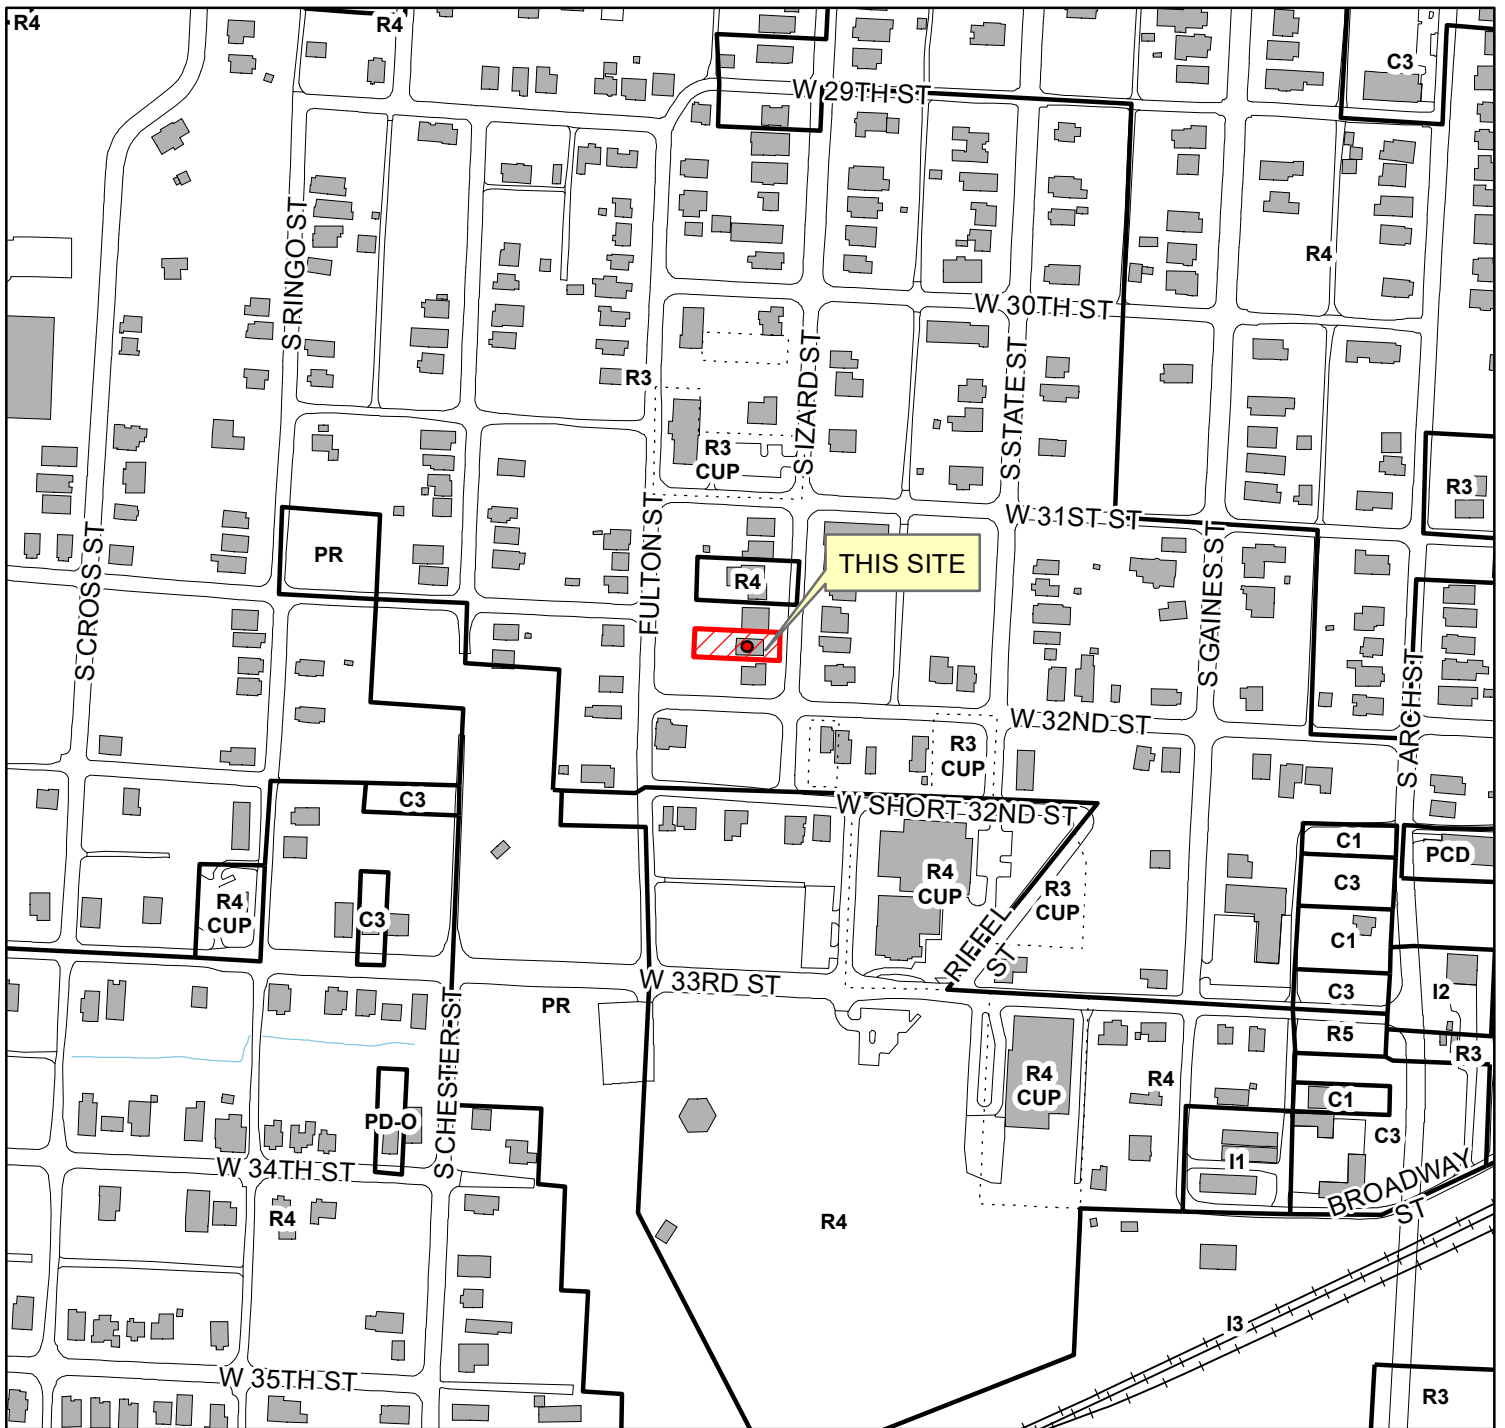 R4
R4
C3
W 29TH ST
S RINGO ST
R4
W 30TH ST
S IZARD ST
S STATE ST
R3
R3
CUP
R3
W 31ST ST
FULTON ST
S GAINES ST
S CROSS ST
PR
THIS SITE
R4
S ARCH ST
W 32ND ST
R3
CUP
C3
W SHORT 32ND ST
C1
PCD
C3
R4
CUP
R3
CUP
R4
CUP
C3
C1
RIEFEL
ST
W 33RD ST
C3
I2
PR
R5
R3
S CHESTER ST
R4
CUP
R4
C1
PD-O
C3
W 34TH ST
I1
BROADWAY
ST
R4
R4
I3
W 35TH ST
R3